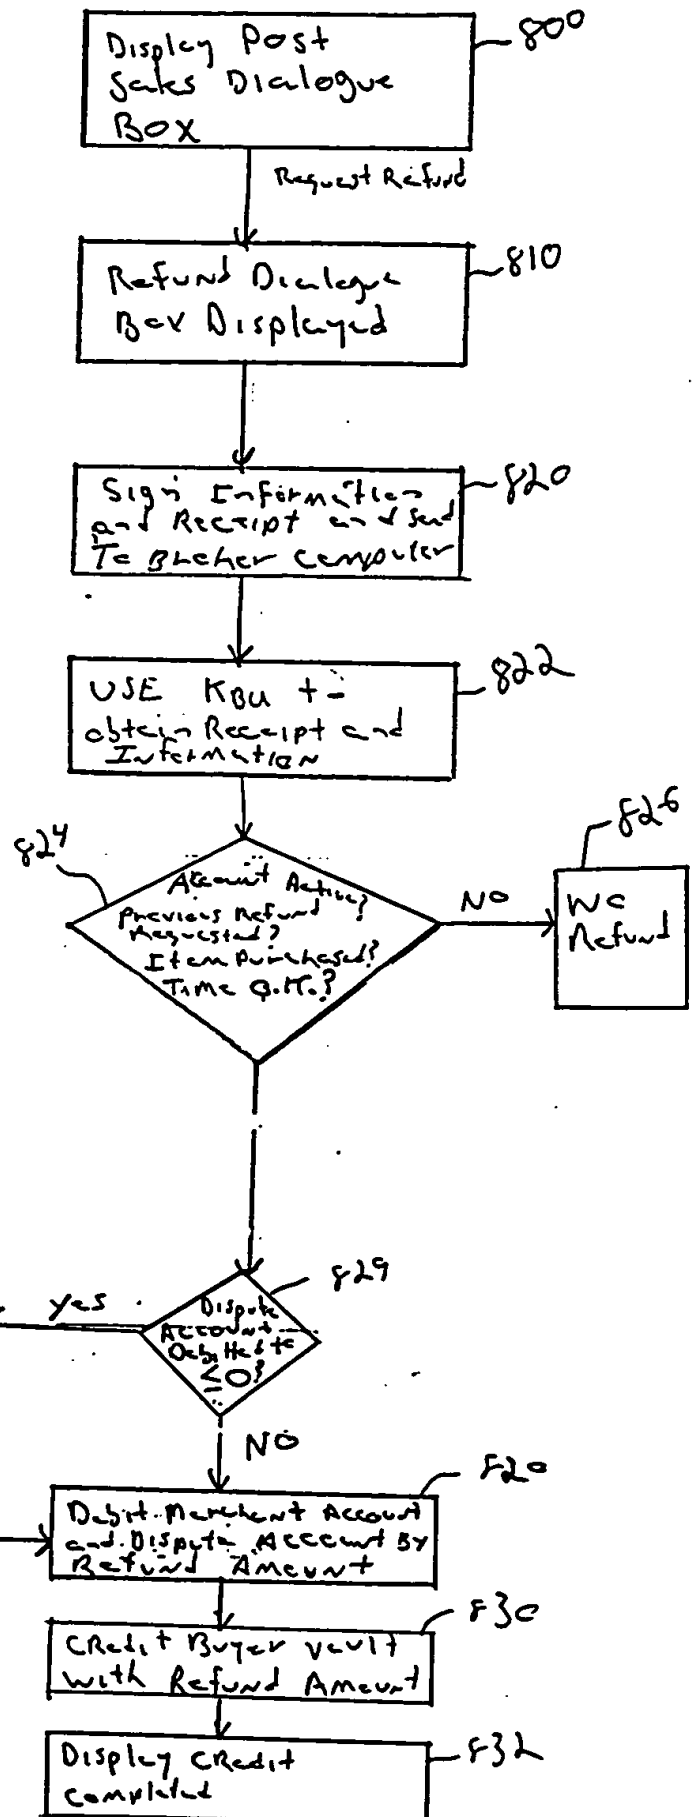 Display Post
Sales Dialogue
Box
800
Request Refund
Refund Dialogue
Box Displayed
810
Sign Information
and Receipt and Send
To Broker Computer
820
USE KBU to
obtain Receipt and
Information
822
824
Account Active?
Previous Refund
Requested?
Item Purchased?
Time O.K.?
NO
826
No
Refund
829
Dispute
Account
Debitted to
≤ 0?
yes
NO
820
Debit Merchant Account
and Dispute Account By
Refund Amount
830
Credit Buyer Vault
with Refund Amount
832
Display Credit
completed